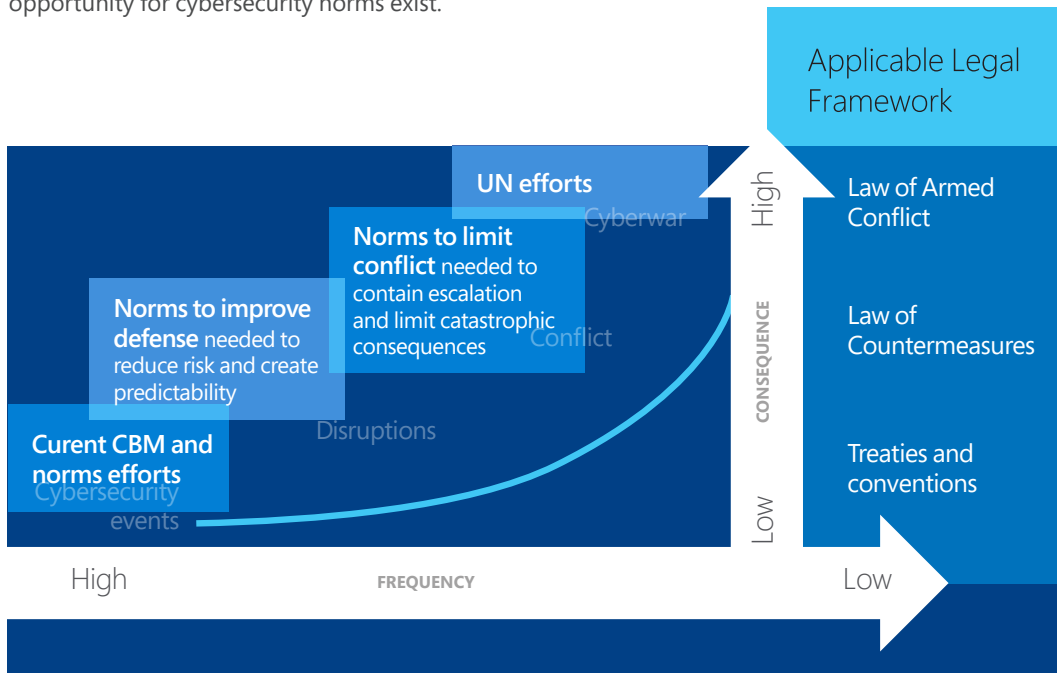 opportunity for cybersecurity norms exist.
Applicable Legal
Framework
UN efforts
Cyberwar
High
Law of Armed
Conflict
Norms to limit
conflict needed to
contain escalation
and limit catastrophic
consequences
Conflict
Norms to improve
defense needed to
reduce risk and create
predictability
CONSEQUENCE
Law of
Countermeasures
Disruptions
Curent CBM and
norms efforts
Cybersecurity
events
Low
Treaties and
conventions
High
FREQUENCY
Low